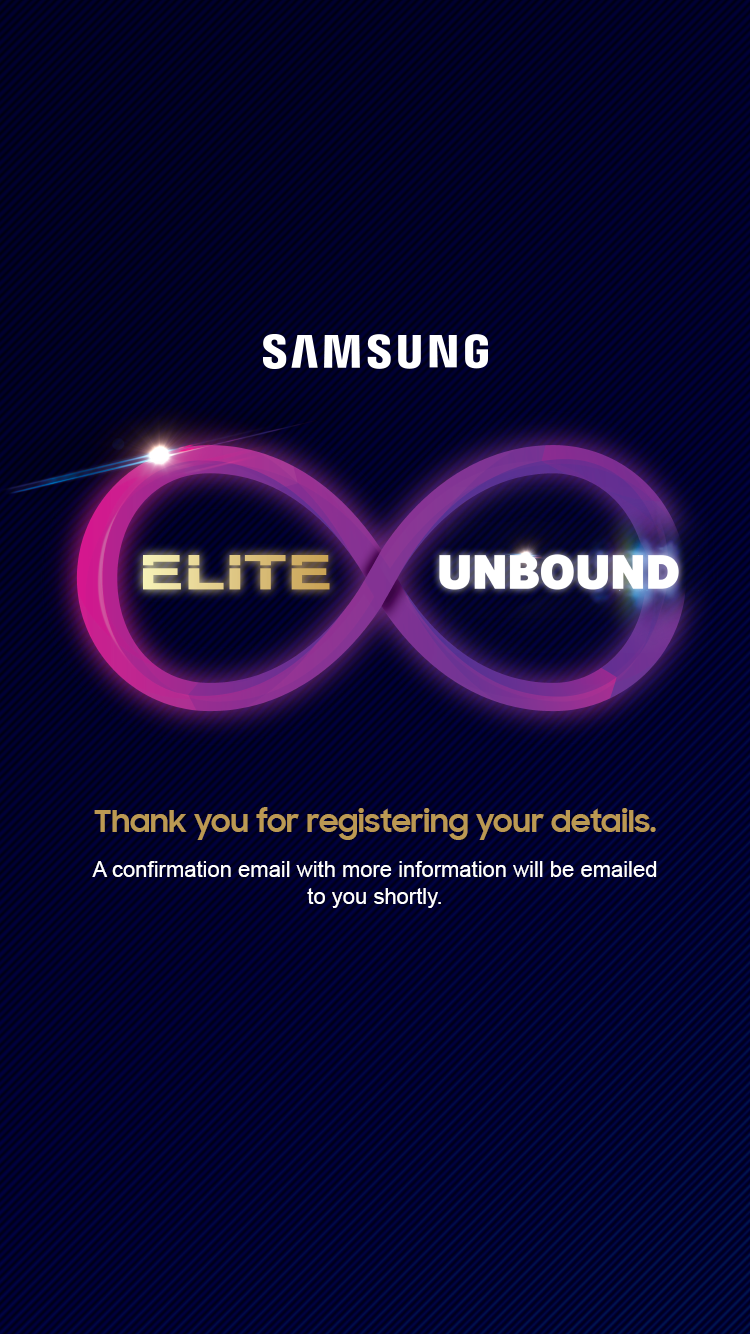 SAMSUNG
ELITE UNBOUND
Thank you for registering your details.
A confirmation email with more information will be emailed
to you shortly.